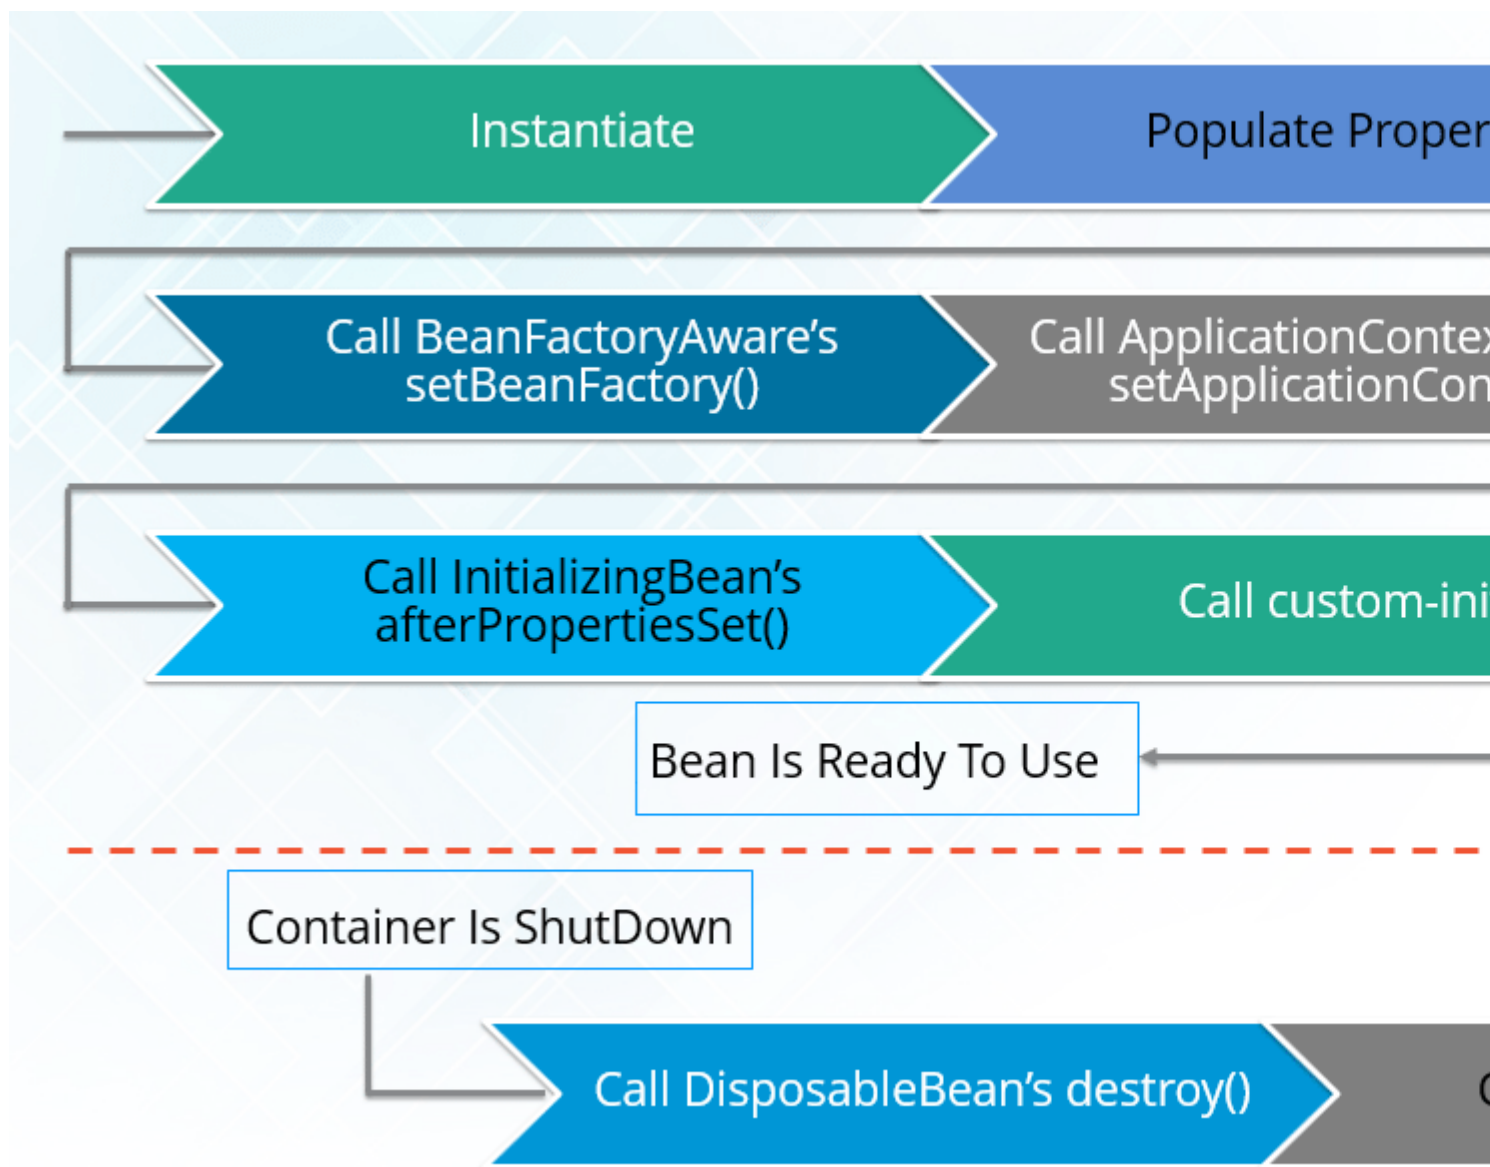 Instantiate
Populate Proper
Call BeanFactoryAware’s
setBeanFactory()
Call ApplicationContex
setApplicationCon
Call InitializingBean’s
afterPropertiesSet()
Call custom-ini
Bean Is Ready To Use
Container Is ShutDown
Call DisposableBean’s destroy()